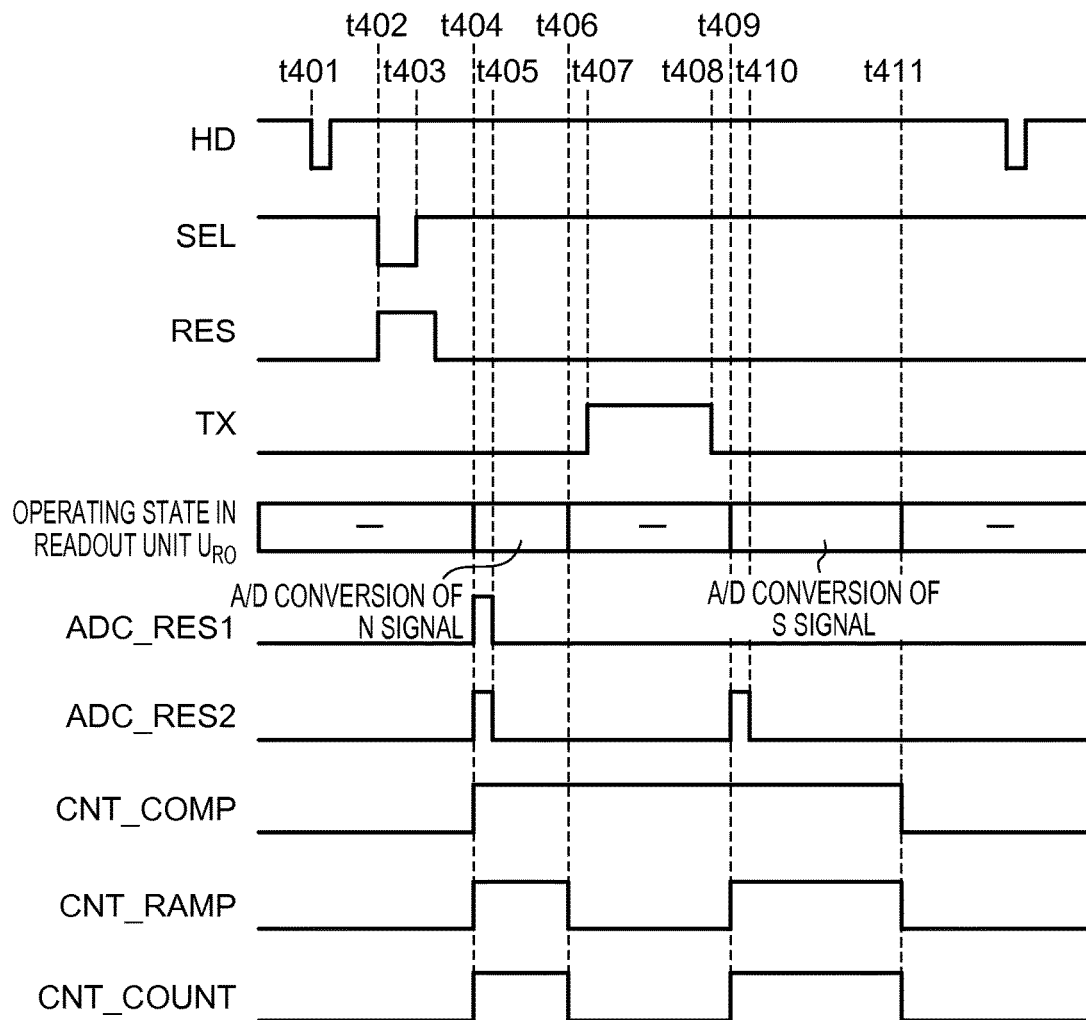 t402 t404 t406 t409
t401 t403 t405 t407 t408 t410 t411
HD
SEL
RES
TX
OPERATING STATE IN
READOUT UNIT URO
— — —
A/D CONVERSION OF
N SIGNAL
A/D CONVERSION OF
S SIGNAL
ADC_RES1
ADC_RES2
CNT_COMP
CNT_RAMP
CNT_COUNT